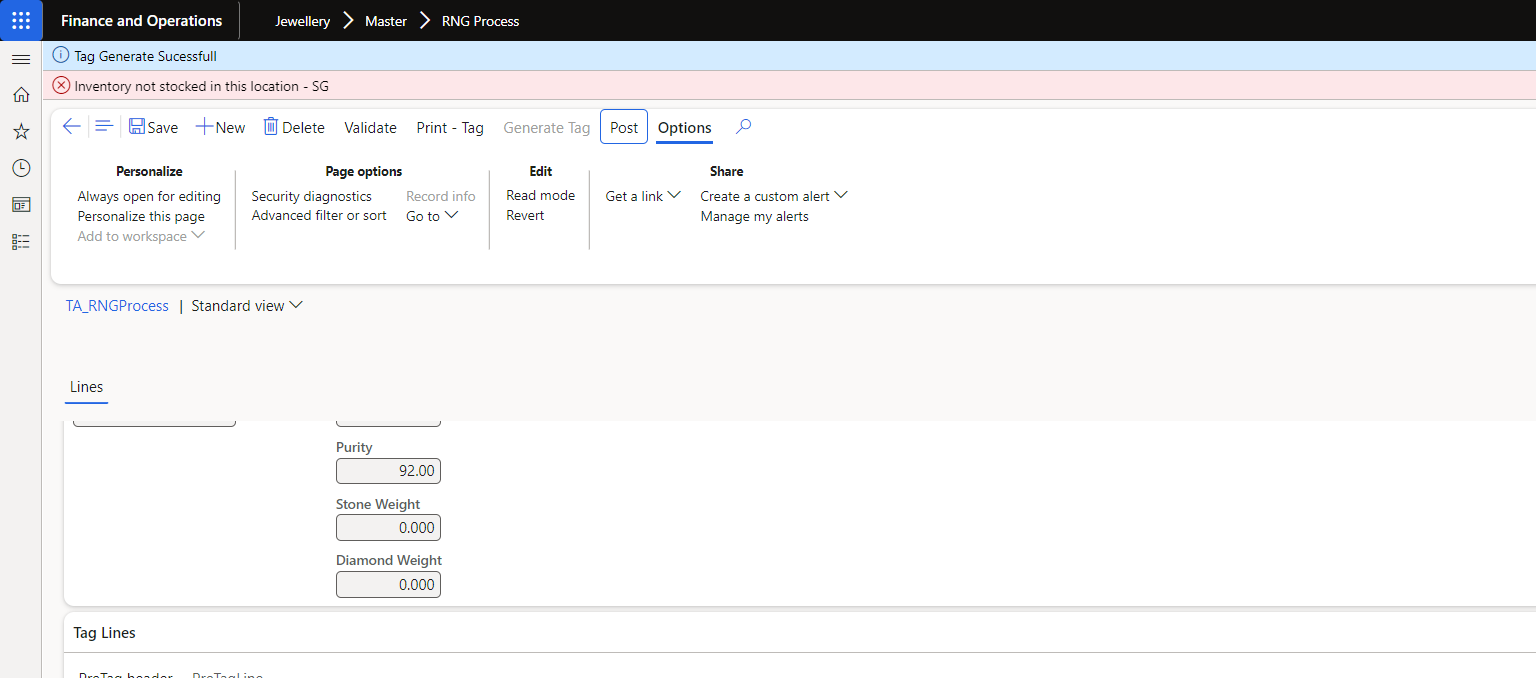 Finance and Operations Jewellery Master RNG Process
Tag Generate Sucessfull
Inventory not stocked in this location - SG
Save New Delete Validate Print - Tag Generate Tag Post Options
Personalize
Always open for editing
Personalize this page
Add to workspace
Page options
Security diagnostics
Advanced filter or sort
Record info
Go to
Edit
Read mode
Revert
Share
Get a link
Create a custom alert
Manage my alerts
TA_RNGProcess | Standard view
Lines
Purity
92.00
Stone Weight
0.000
Diamond Weight
0.000
Tag Lines